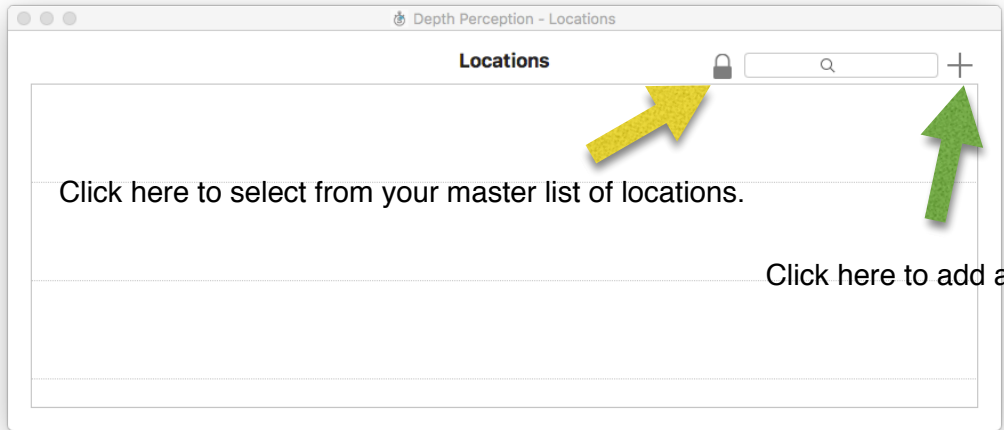 Depth Perception - Locations
Locations
Click here to select from your master list of locations.
Click here to add a